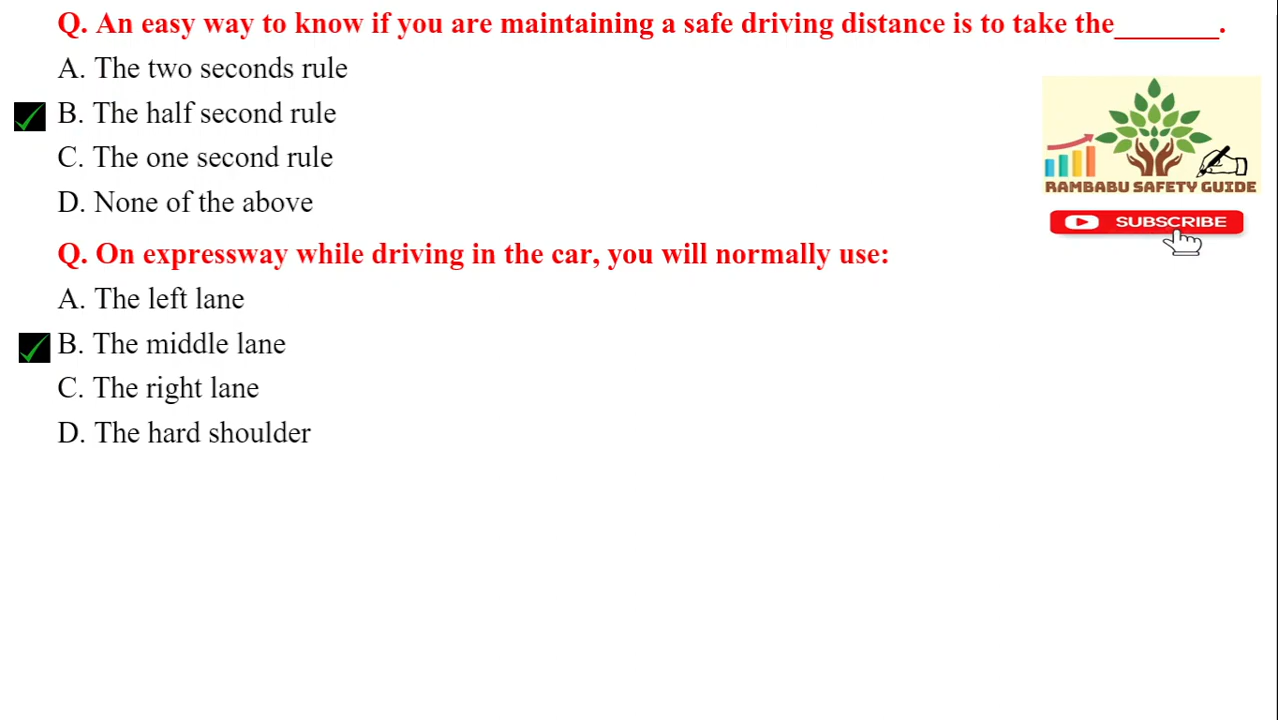 Q. An easy way to know if you are maintaining a safe driving distance is to take the_______.
A. The two seconds rule
B. The half second rule
C. The one second rule
D. None of the above
RAMBABU SAFETY GUIDE
SUBSCRIBE
Q. On expressway while driving in the car, you will normally use:
A. The left lane
B. The middle lane
C. The right lane
D. The hard shoulder